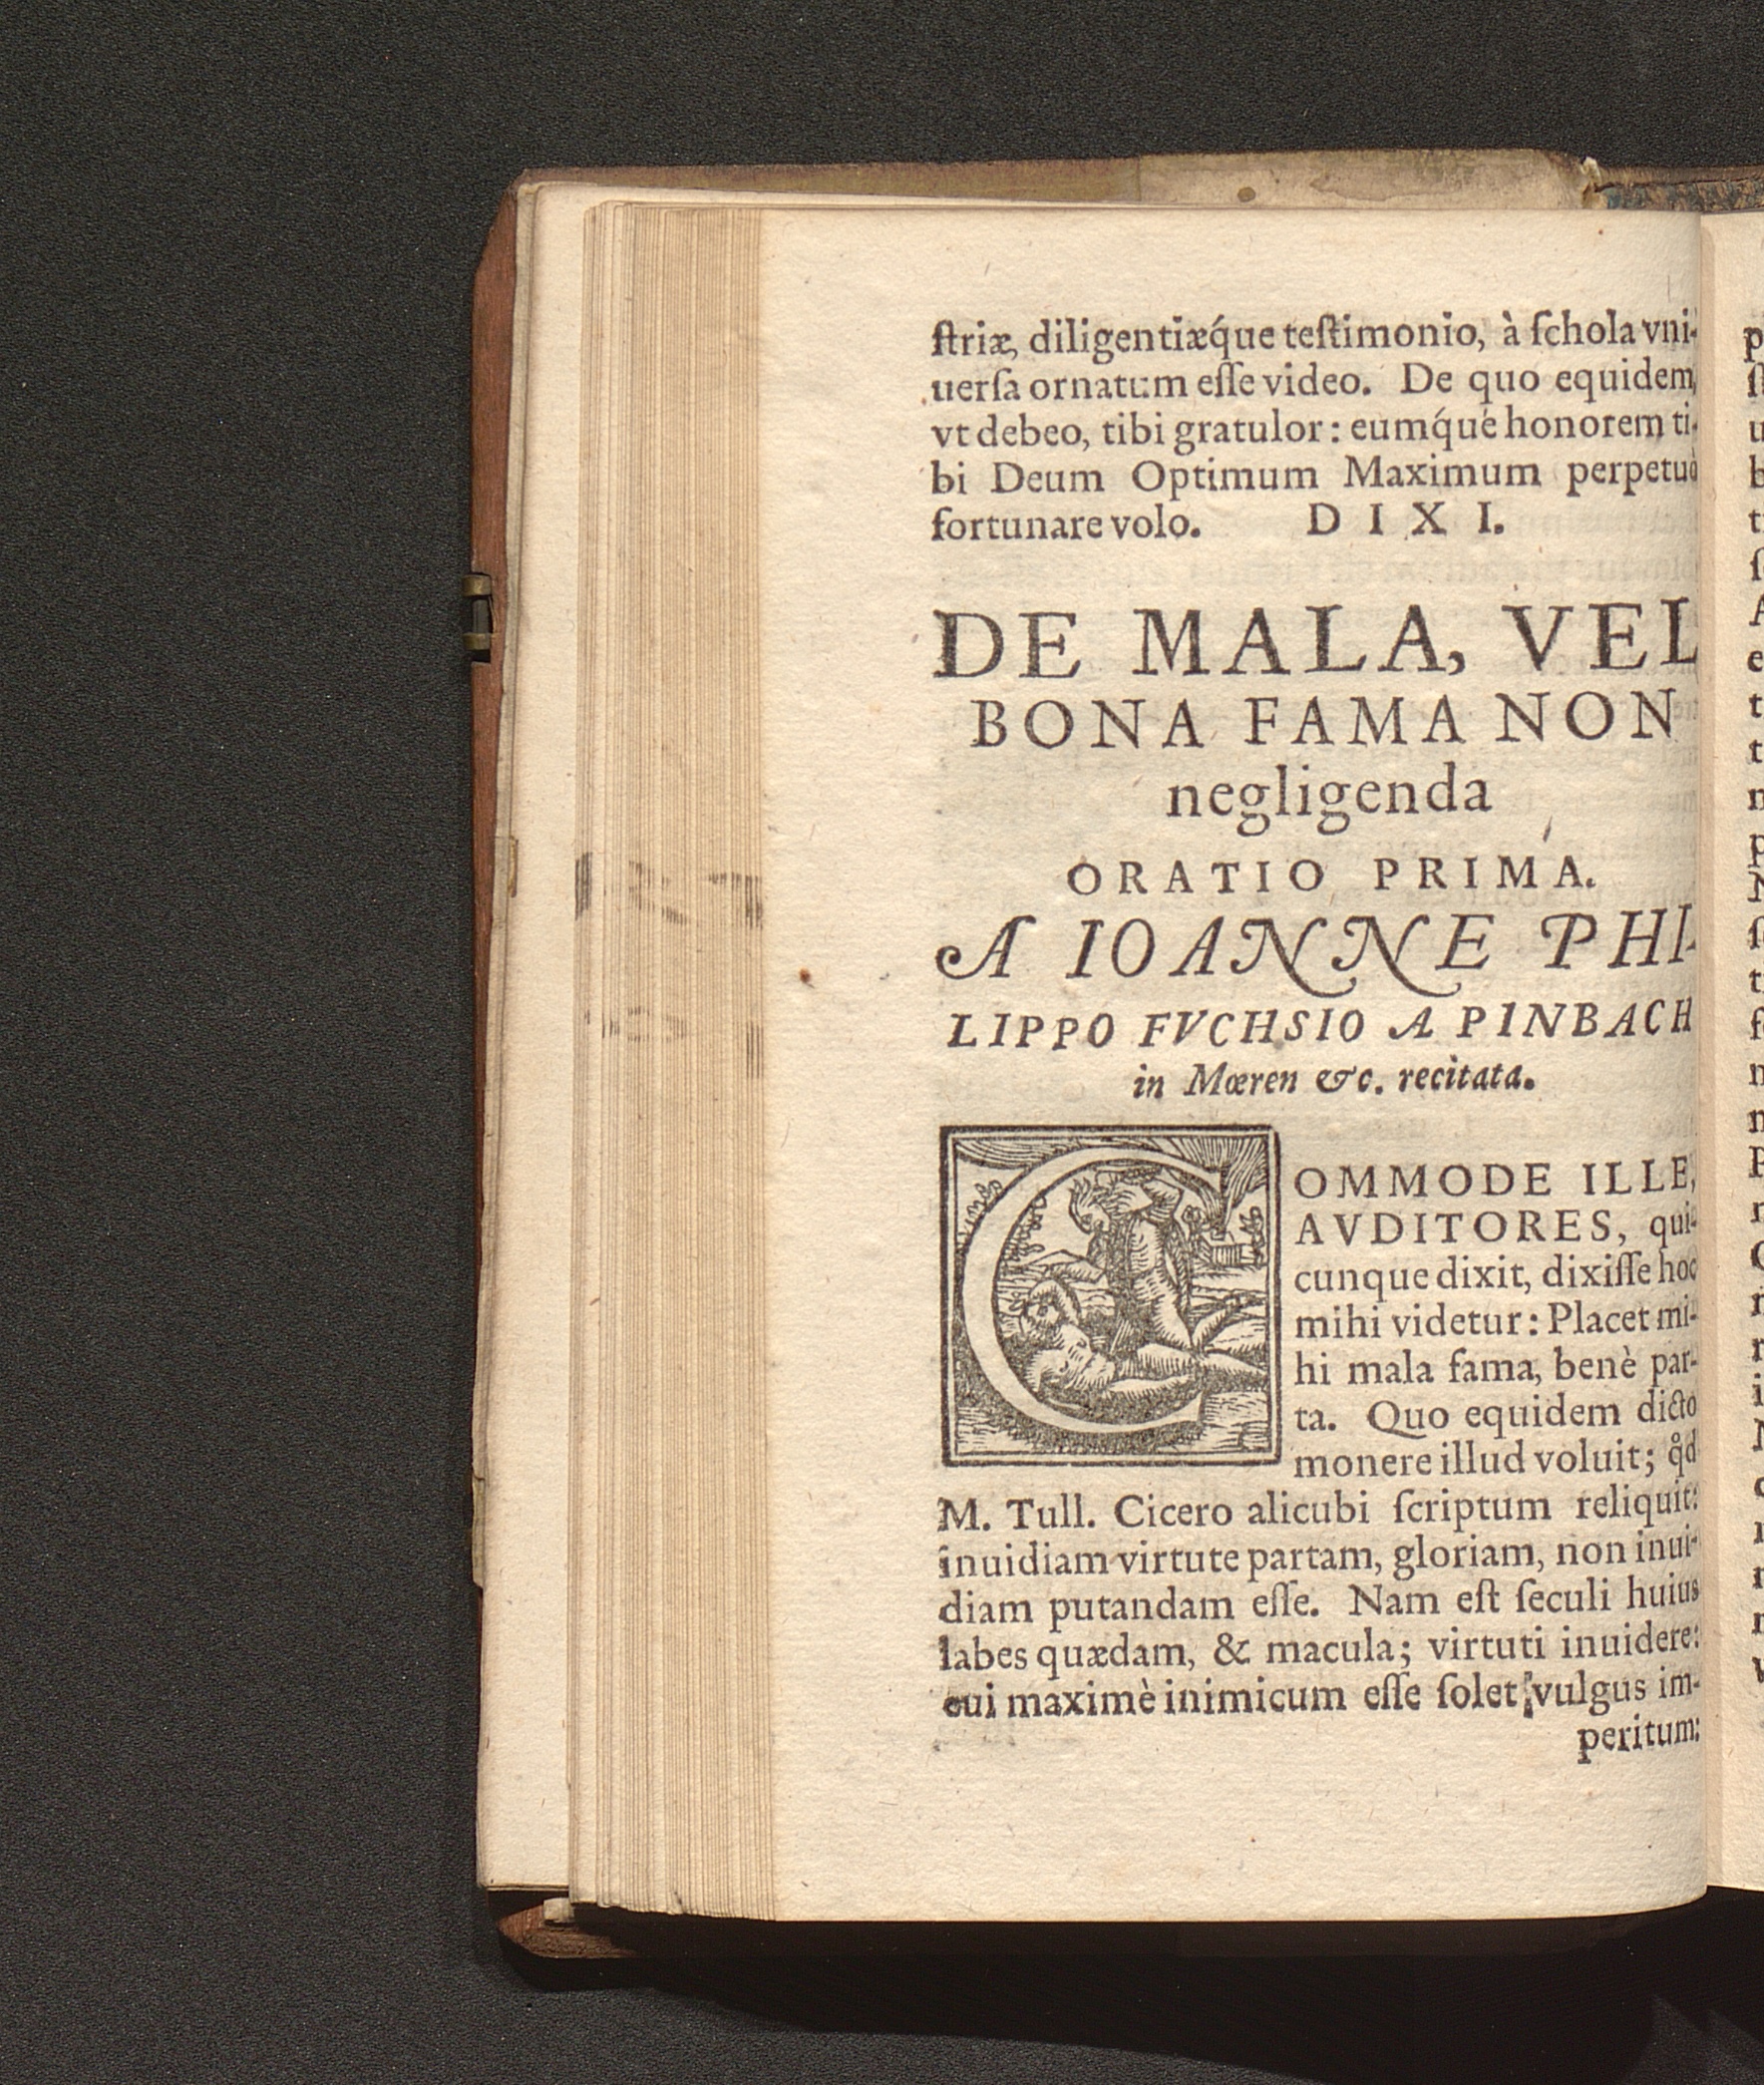 ſtriæ, diligentiæq́ue teſtimonio, à ſchola vni-
uerſa ornatum eſſe video. De quo equidem,
vt debeo, tibi gratulor: eumq́ue honorem ti-
bi Deum Optimum Maximum perpetuò
fortunare volo. DIXI.
DE MALA, VEL
BONA FAMA NON
negligenda
ORATIO PRIMA.
A IOANNE PHI-
LIPPO FVCHSIO A PINBACH
in Mœren &c. recitata.
COMMODE ILLE,
AVDITORES, qui-
cunque dixit, dixiſſe hoc
mihi videtur: Placet mi-
hi mala fama, benè par-
ta. Quo equidem dicto
monere illud voluit; qd̊
M. Tull. Cicero alicubi ſcriptum reliquit:
inuidiam virtute partam, gloriam, non inui-
diam putandam eſſe. Nam eſt ſeculi huius
labes quædam, & macula; virtuti inuidere:
cui maximè inimicum eſſe ſolet vulgus im-
peritum: